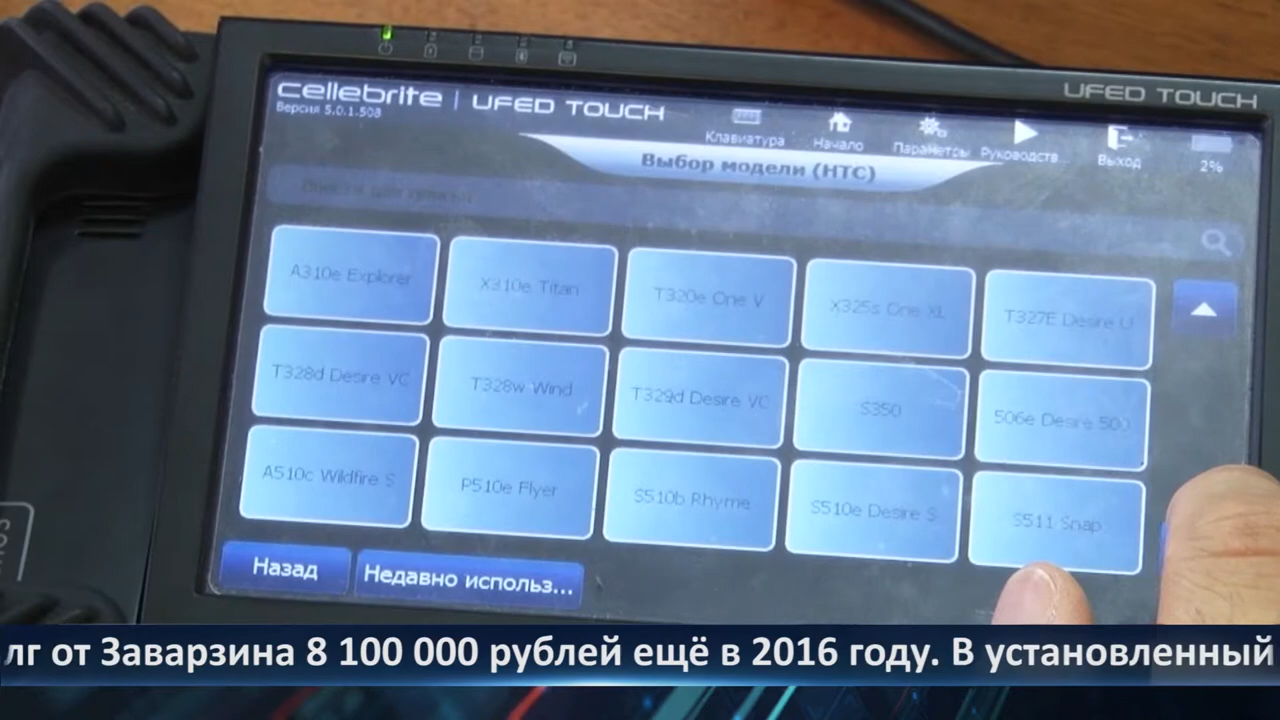 UFED TOUCH
cellebrite | UFED TOUCH
Версия 5.0.1.508
Клавиатура Начало Параметры Руководств Выход 2%
Выбор модели (HTC)
A310e Explorer X310e Titan T320e One V X325s One XL T327E Desire U
T328d Desire VC T328w Wind T329d Desire VC S350 506e Desire 500
A510c Wildfire S P510e Flyer S510b Rhyme S510e Desire S S511 Snap
Назад Недавно использ...
лг от Заварзина 8 100 000 рублей ещё в 2016 году. В установленный